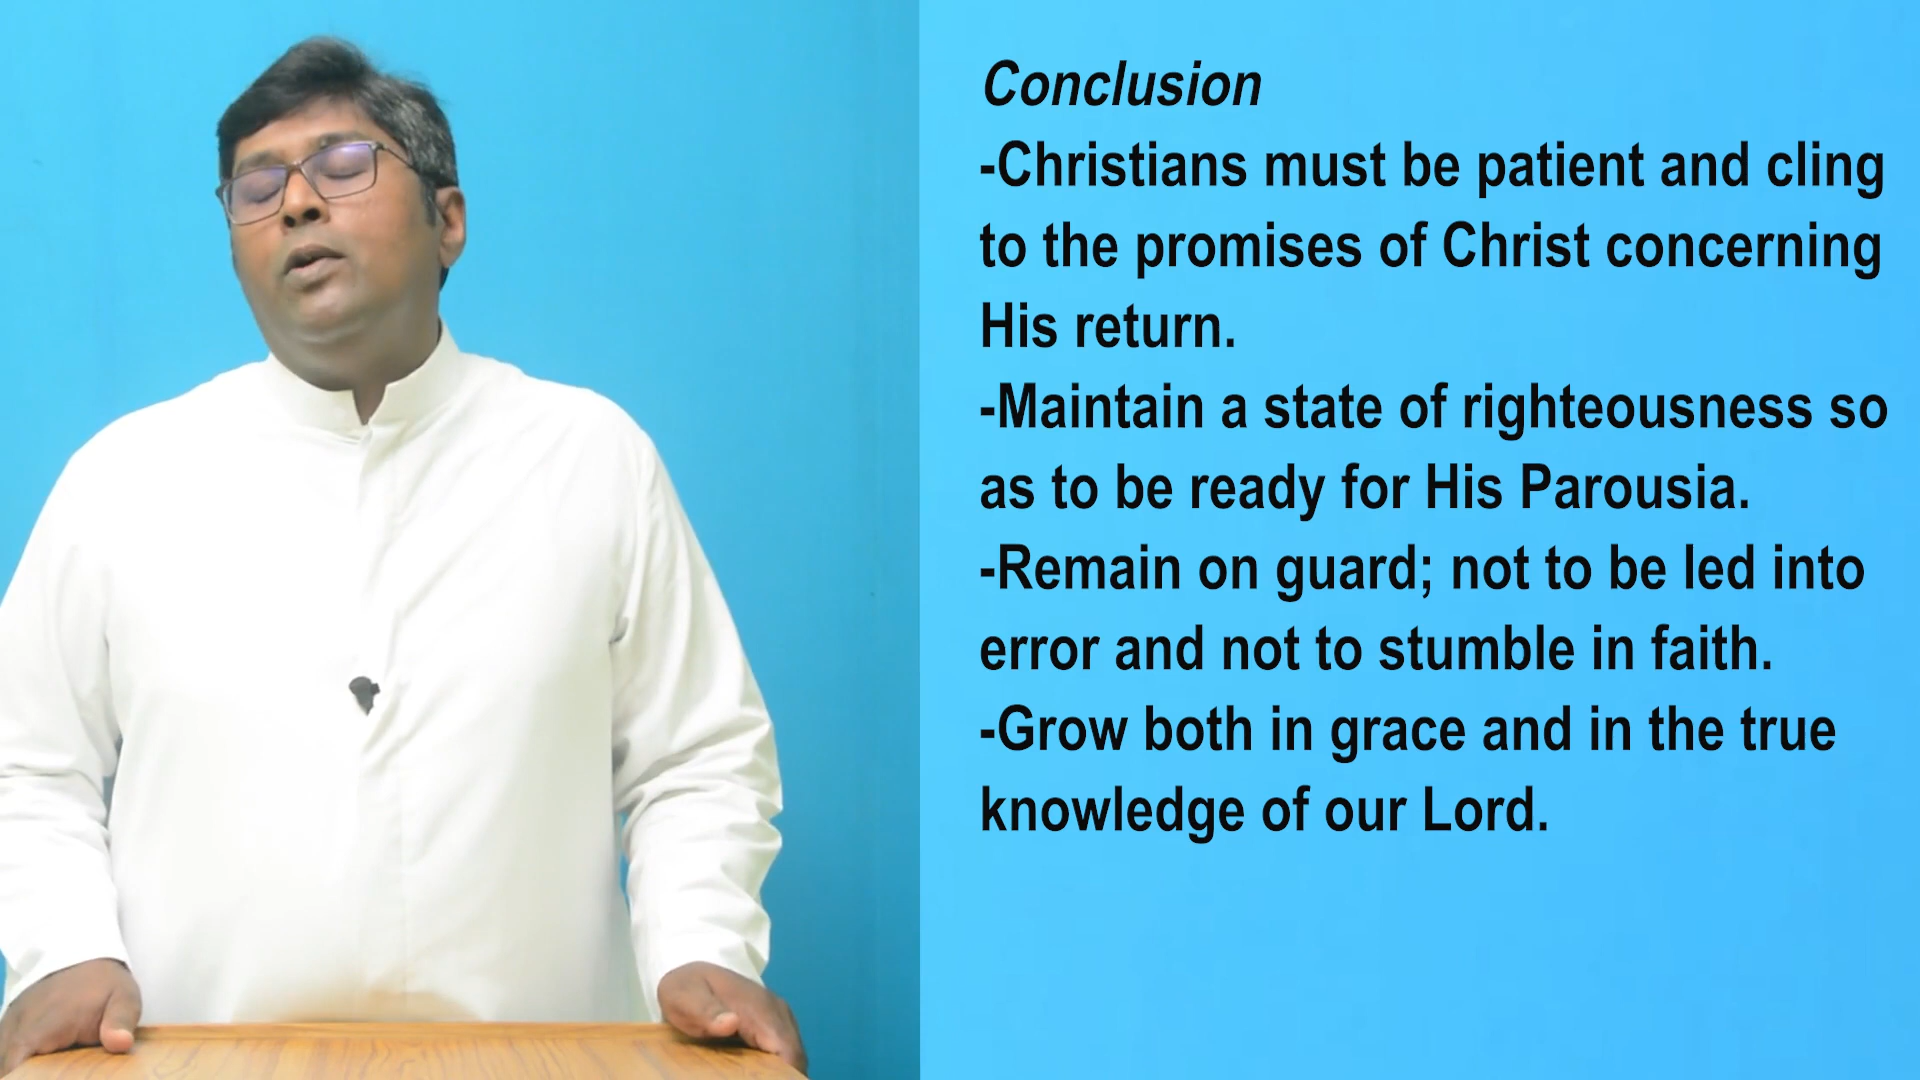 Conclusion
-Christians must be patient and cling
to the promises of Christ concerning
His return.
-Maintain a state of righteousness so
as to be ready for His Parousia.
-Remain on guard; not to be led into
error and not to stumble in faith.
-Grow both in grace and in the true
knowledge of our Lord.